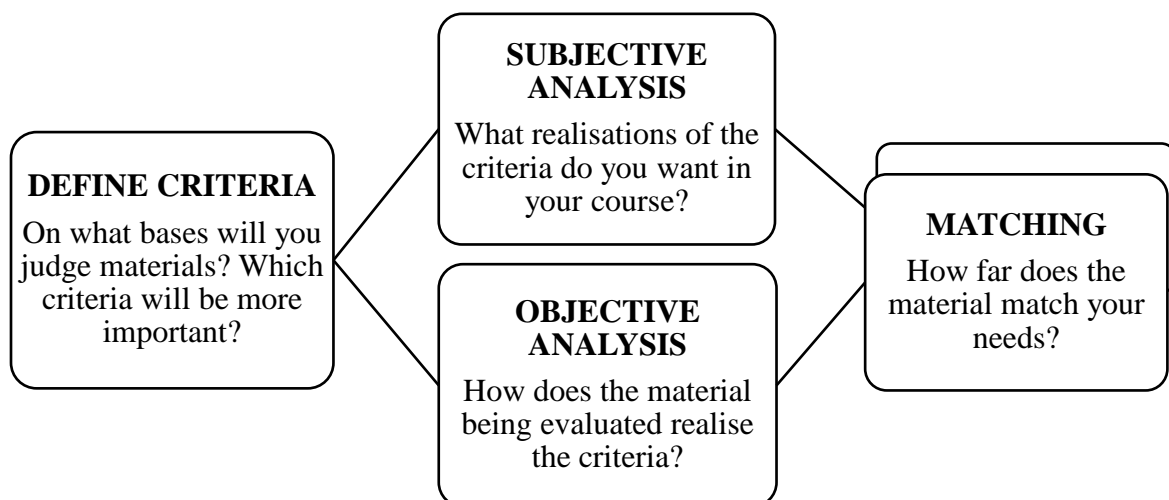 DEFINE CRITERIA
On what bases will you
judge materials? Which
criteria will be more
important?
SUBJECTIVE
ANALYSIS
What realisations of the
criteria do you want in
your course?
OBJECTIVE
ANALYSIS
How does the material
being evaluated realise
the criteria?
MATCHING
How far does the
material match your
needs?